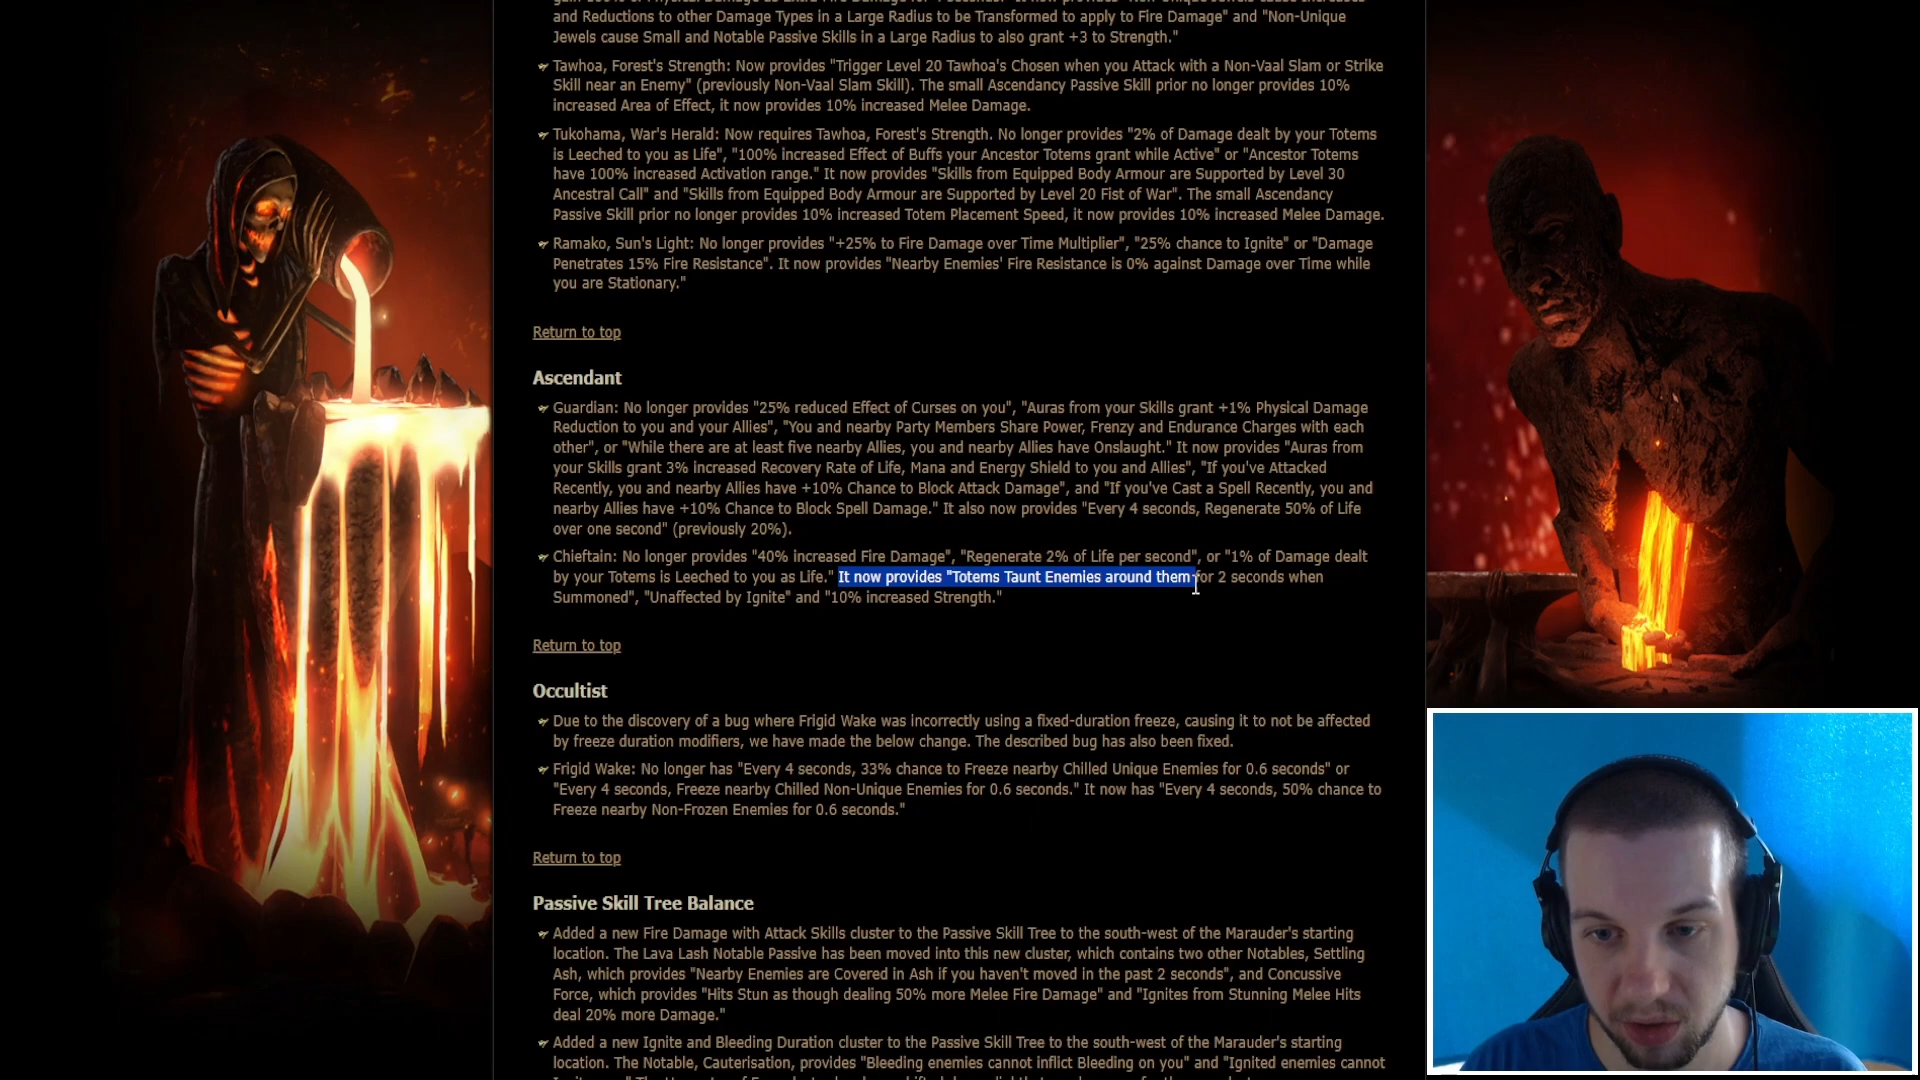 and Reductions to other Damage Types in a Large Radius to be Transformed to apply to Fire Damage" and "Non-Unique
Jewels cause Small and Notable Passive Skills in a Large Radius to also grant +3 to Strength."
Tawhoa, Forest's Strength: Now provides "Trigger Level 20 Tawhoa's Chosen when you Attack with a Non-Vaal Slam or Strike
Skill near an Enemy" (previously Non-Vaal Slam Skill). The small Ascendancy Passive Skill prior no longer provides 10%
increased Area of Effect, it now provides 10% increased Melee Damage.
Tukohama, War's Herald: Now requires Tawhoa, Forest's Strength. No longer provides "2% of Damage dealt by your Totems
is Leeched to you as Life", "100% increased Effect of Buffs your Ancestor Totems grant while Active" or "Ancestor Totems
have 100% increased Activation range." It now provides "Skills from Equipped Body Armour are Supported by Level 30
Ancestral Call" and "Skills from Equipped Body Armour are Supported by Level 20 Fist of War". The small Ascendancy
Passive Skill prior no longer provides 10% increased Totem Placement Speed, it now provides 10% increased Melee Damage.
Ramako, Sun's Light: No longer provides "+25% to Fire Damage over Time Multiplier", "25% chance to Ignite" or "Damage
Penetrates 15% Fire Resistance". It now provides "Nearby Enemies' Fire Resistance is 0% against Damage over Time while
you are Stationary."
Return to top
Ascendant
Guardian: No longer provides "25% reduced Effect of Curses on you", "Auras from your Skills grant +1% Physical Damage
Reduction to you and your Allies", "You and nearby Party Members Share Power, Frenzy and Endurance Charges with each
other", or "While there are at least five nearby Allies, you and nearby Allies have Onslaught." It now provides "Auras from
your Skills grant 3% increased Recovery Rate of Life, Mana and Energy Shield to you and Allies", "If you've Attacked
Recently, you and nearby Allies have +10% Chance to Block Attack Damage", and "If you've Cast a Spell Recently, you and
nearby Allies have +10% Chance to Block Spell Damage." It also now provides "Every 4 seconds, Regenerate 50% of Life
over one second" (previously 20%).
Chieftain: No longer provides "40% increased Fire Damage", "Regenerate 2% of Life per second", or "1% of Damage dealt
by your Totems is Leeched to you as Life." It now provides "Totems Taunt Enemies around them for 2 seconds when
Summoned", "Unaffected by Ignite" and "10% increased Strength."
Return to top
Occultist
Due to the discovery of a bug where Frigid Wake was incorrectly using a fixed-duration freeze, causing it to not be affected
by freeze duration modifiers, we have made the below change. The described bug has also been fixed.
Frigid Wake: No longer has "Every 4 seconds, 33% chance to Freeze nearby Chilled Unique Enemies for 0.6 seconds" or
"Every 4 seconds, Freeze nearby Chilled Non-Unique Enemies for 0.6 seconds." It now has "Every 4 seconds, 50% chance to
Freeze nearby Non-Frozen Enemies for 0.6 seconds."
Return to top
Passive Skill Tree Balance
Added a new Fire Damage with Attack Skills cluster to the Passive Skill Tree to the south-west of the Marauder's starting
location. The Lava Lash Notable Passive has been moved into this new cluster, which contains two other Notables, Settling
Ash, which provides "Nearby Enemies are Covered in Ash if you haven't moved in the past 2 seconds", and Concussive
Force, which provides "Hits Stun as though dealing 50% more Melee Fire Damage" and "Ignites from Stunning Melee Hits
deal 20% more Damage."
Added a new Ignite and Bleeding Duration cluster to the Passive Skill Tree to the south-west of the Marauder's starting
location. The Notable, Cauterisation, provides "Bleeding enemies cannot inflict Bleeding on you" and "Ignited enemies cannot